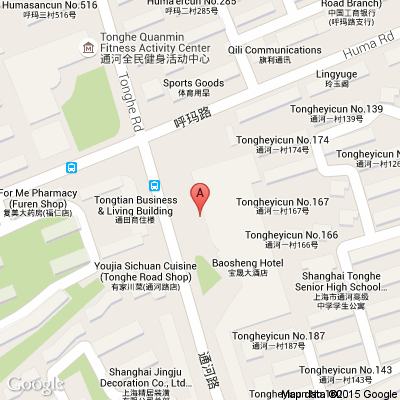 Humasancun No.516
呼玛三村516号
Huma'ercun No.285
呼玛二村285号
Road Branch)
中国工商银行
(呼玛路支行)
Huma Rd
Tonghe Quanmin
Fitness Activity Center
通河全民健身活动中心
Qili Communications
旗利通讯
Lingyuge
玲玉阁
Sports Goods
体育用品
Tonghe Rd
呼玛路
Tongheyicun No.139
通河一村139号
Tongheyicun No.174
通河一村174号
Tongheyicun No.126
通河一村126
For Me Pharmacy
(Furen Shop)
复美大药房(福仁店)
Tongtian Business
& Living Building
通田商住楼
A
Tongheyicun No.167
通河一村167号
Tongheyicun No.166
通河一村166号
Youjia Sichuan Cuisine
(Tonghe Road Shop)
有家川菜(通河路店)
Baosheng Hotel
宝晟大酒店
Shanghai Tonghe
Senior High School...
上海市通河高级
中学学生公寓
Tongheyicun No.187
通河一村187号
通河路
Shanghai Jingju
Decoration Co., Ltd...
上海精居装潢
Tongheyicun No.143
通河一村143号
Google
©2015